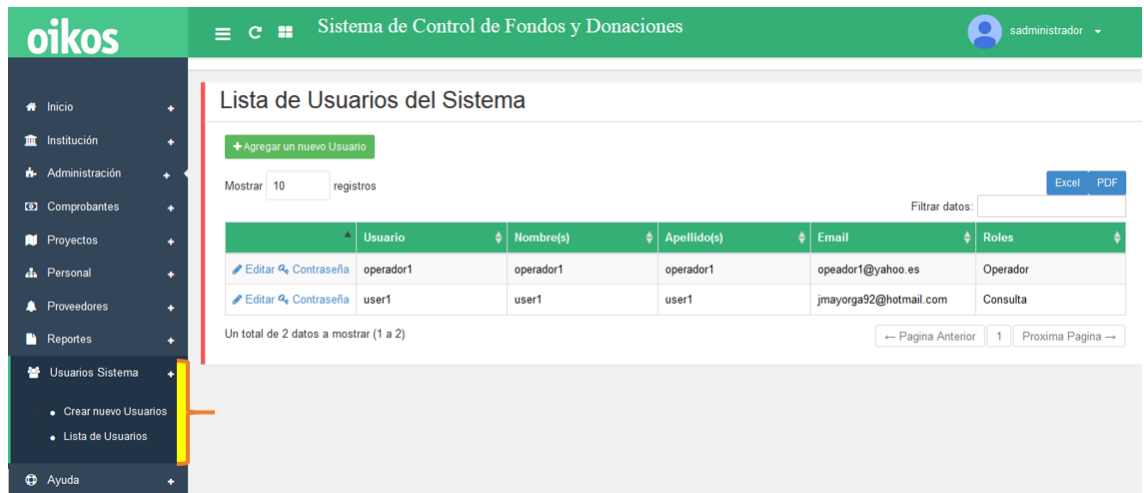 oikos
Sistema de Control de Fondos y Donaciones
sadministrador
Inicio
Institución
Administración
Comprobantes
Proyectos
Personal
Proveedores
Reportes
Usuarios Sistema
Crear nuevo Usuarios
Lista de Usuarios
Ayuda
Lista de Usuarios del Sistema
Agregar un nuevo Usuario
Mostrar 10 registros
Excel PDF
Filtrar datos:
Usuario Nombre(s) Apellido(s) Email Roles
Editar Contraseña operador1 operador1 operador1 opeador1@yahoo.es Operador
Editar Contraseña user1 user1 user1 jmayorga92@hotmail.com Consulta
Un total de 2 datos a mostrar (1 a 2)
← Pagina Anterior 1 Proxima Pagina →